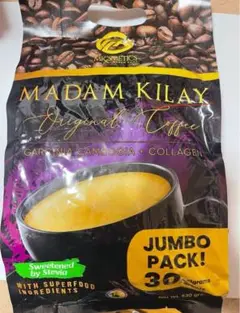 MADAM KILAY
Original Coffee
GARCINIA CAMBOGIA + COLLAGEN
JUMBO
PACK!
30
Sweetened
by Stevia
WITH SUPERFOOD
INGREDIENTS